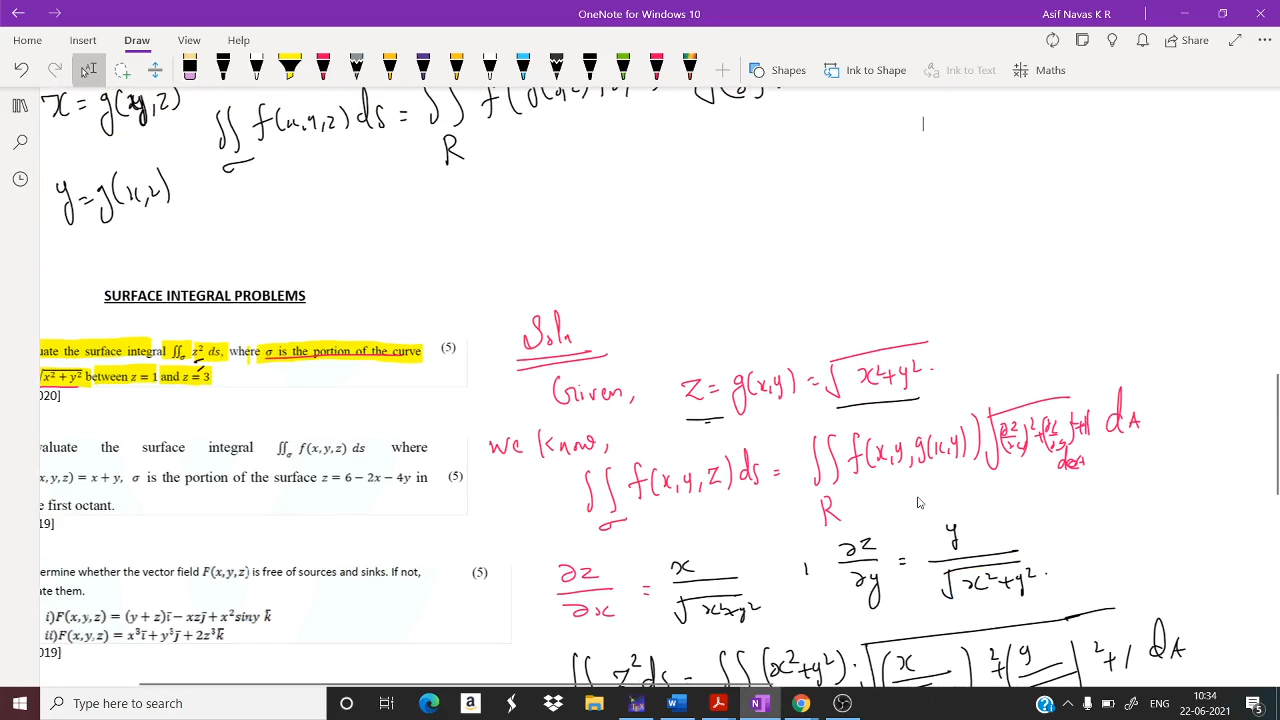 OneNote for Windows 10
Asif Navas K R
Home Insert Draw View Help
Shapes Ink to Shape Ink to Text Maths
x = g(y,z)
∬σ f(x,y,z) ds = ∬R
y = g(x,z)
SURFACE INTEGRAL PROBLEMS
uate the surface integral ∬σ z² ds, where σ is the portion of the curve (5)
√x² + y² between z = 1 and z = 3
2020]
valuate the surface integral ∬σ f(x, y, z) ds where
x, y, z) = x + y, σ is the portion of the surface z = 6 − 2x − 4y in (5)
e first octant.
19]
ermine whether the vector field F(x, y, z) is free of sources and sinks. If not, (5)
ate them.
i)F(x, y, z) = (y + z)ī − xzj̄ + x²siny k̄
ii)F(x, y, z) = x³ī + y³j̄ + 2z³k̄
019]
Soln
Given, z = g(x,y) = √x²+y².
we know,
∬σ f(x,y,z) ds = ∬R f(x,y,g(x,y)) √(∂z/∂x)²+(∂z/∂y)²+1 dA
∂z/∂x = x/√x²+y² , ∂z/∂y = y/√x²+y².
∬ z² ds = ∬ (x²+y²) · √(x )² + (y )² + 1 dA
Type here to search
ENG
10:34
22-06-2021